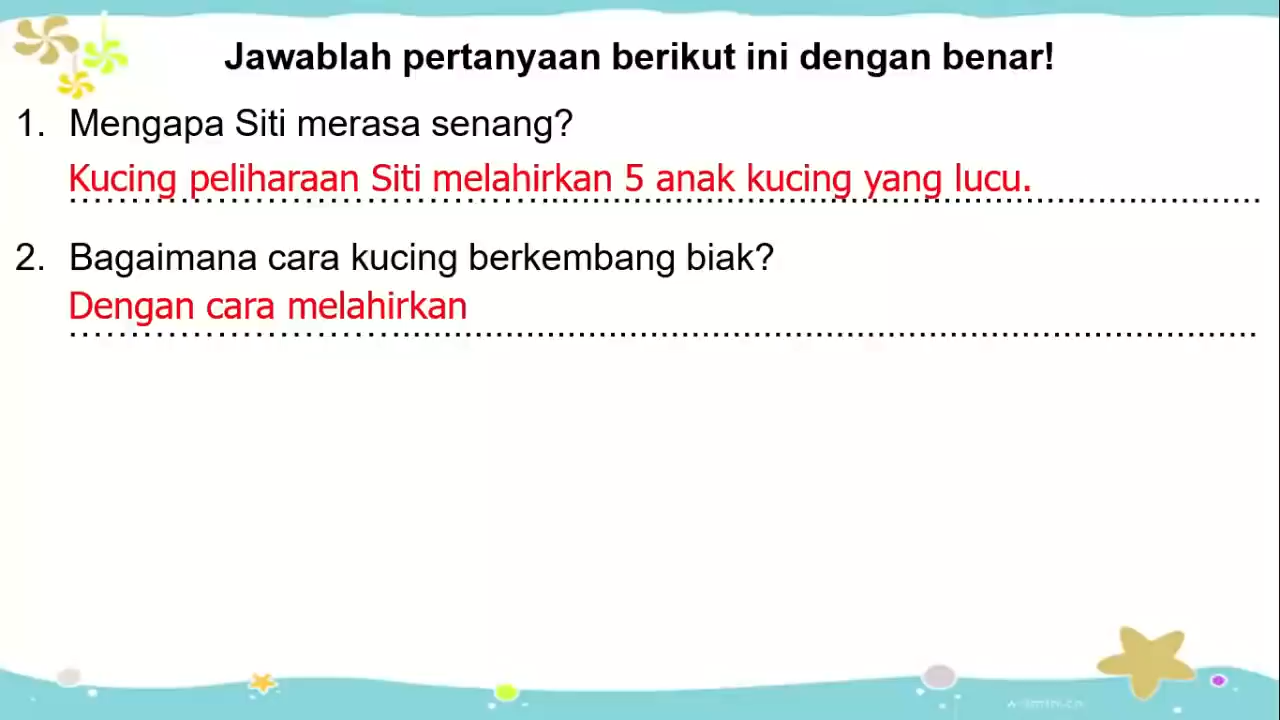 Jawablah pertanyaan berikut ini dengan benar!
1. Mengapa Siti merasa senang?
Kucing peliharaan Siti melahirkan 5 anak kucing yang lucu.
2. Bagaimana cara kucing berkembang biak?
Dengan cara melahirkan